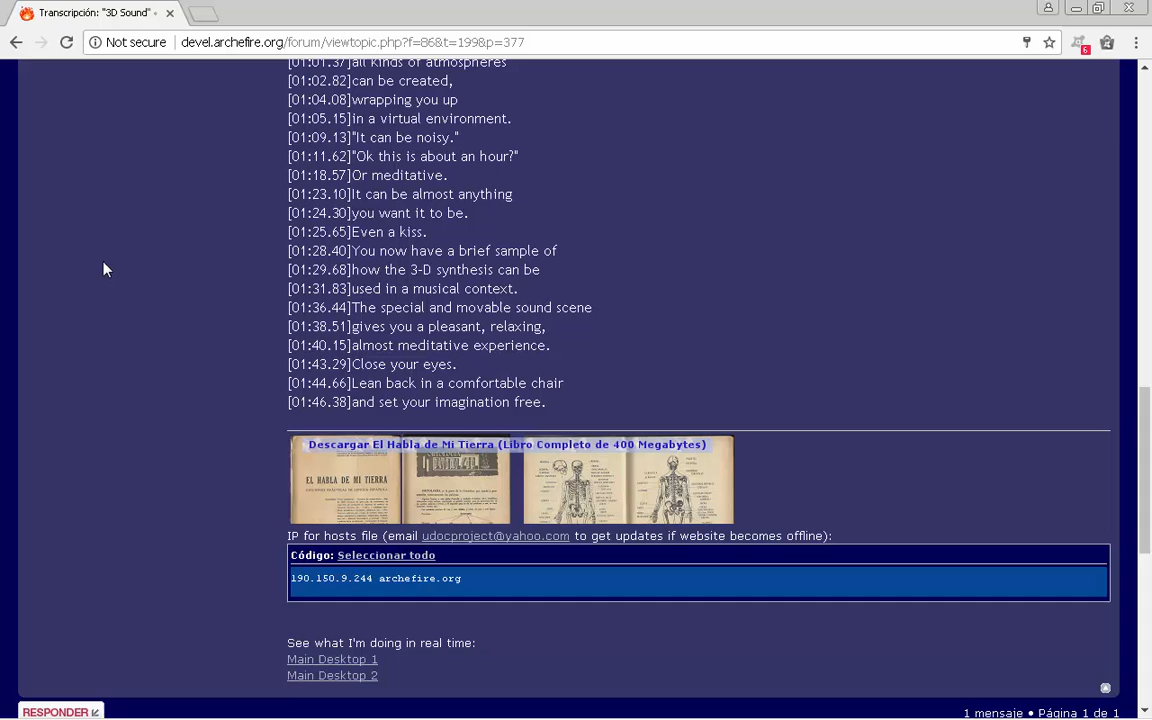 Transcripción: "3D Sound" •
Not secure
devel.archefire.org/forum/viewtopic.php?f=86&t=199&p=377
6
[01:01.37]all kinds of atmospheres
[01:02.82]can be created,
[01:04.08]wrapping you up
[01:05.15]in a virtual environment.
[01:09.13]"It can be noisy."
[01:11.62]"Ok this is about an hour?"
[01:18.57]Or meditative.
[01:23.10]It can be almost anything
[01:24.30]you want it to be.
[01:25.65]Even a kiss.
[01:28.40]You now have a brief sample of
[01:29.68]how the 3-D synthesis can be
[01:31.83]used in a musical context.
[01:36.44]The special and movable sound scene
[01:38.51]gives you a pleasant, relaxing,
[01:40.15]almost meditative experience.
[01:43.29]Close your eyes.
[01:44.66]Lean back in a comfortable chair
[01:46.38]and set your imagination free.
Descargar El Habla de Mi Tierra (Libro Completo de 400 Megabytes)
EL HABLA DE MI TIERRA
IP for hosts file (email udocproject@yahoo.com to get updates if website becomes offline):
Código: Seleccionar todo
190.150.9.244 archefire.org
See what I'm doing in real time:
Main Desktop 1
Main Desktop 2
RESPONDER
1 mensaje • Página 1 de 1